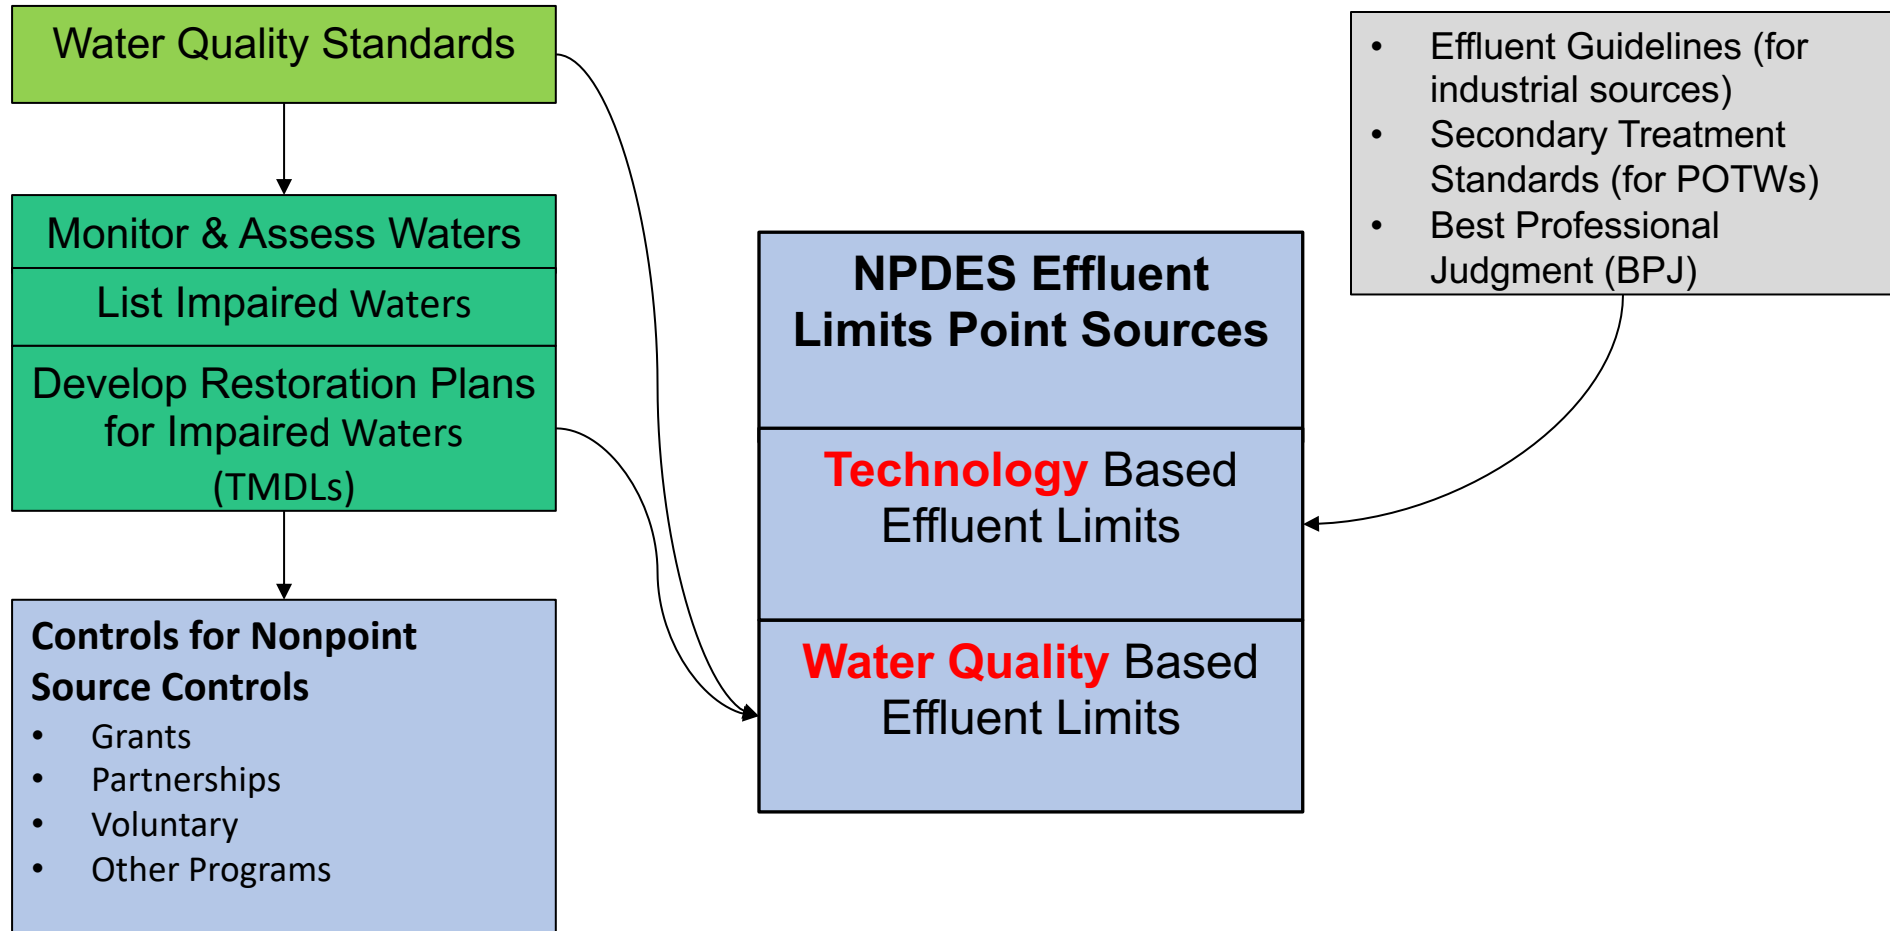 Water Quality Standards
Monitor & Assess Waters
List Impaired Waters
Develop Restoration Plans
for Impaired Waters
(TMDLs)
Controls for Nonpoint
Source Controls
• Grants
• Partnerships
• Voluntary
• Other Programs
NPDES Effluent
Limits Point Sources
Technology Based
Effluent Limits
Water Quality Based
Effluent Limits
• Effluent Guidelines (for
industrial sources)
• Secondary Treatment
Standards (for POTWs)
• Best Professional
Judgment (BPJ)